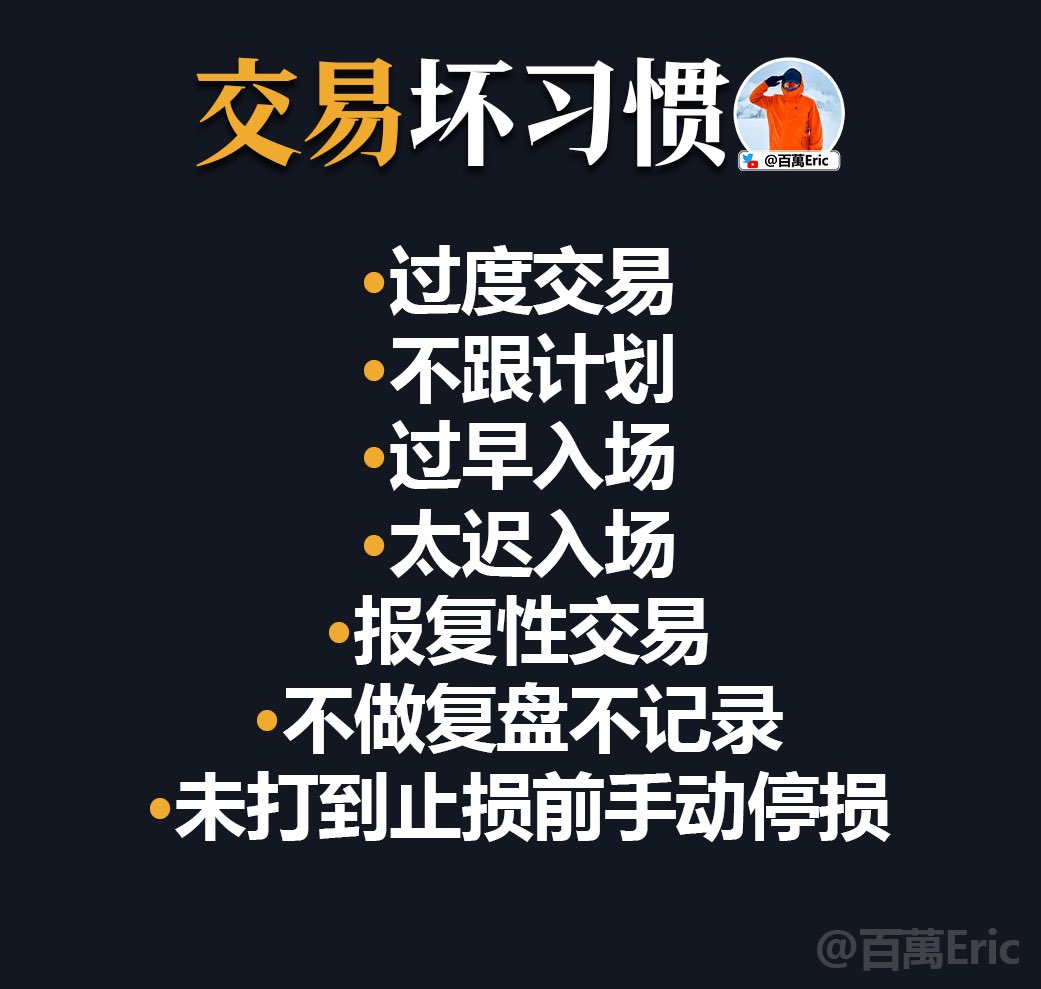 交易坏习惯
@百萬Eric
•过度交易
•不跟计划
•过早入场
•太迟入场
•报复性交易
•不做复盘不记录
•未打到止损前手动停损
@百萬Eric